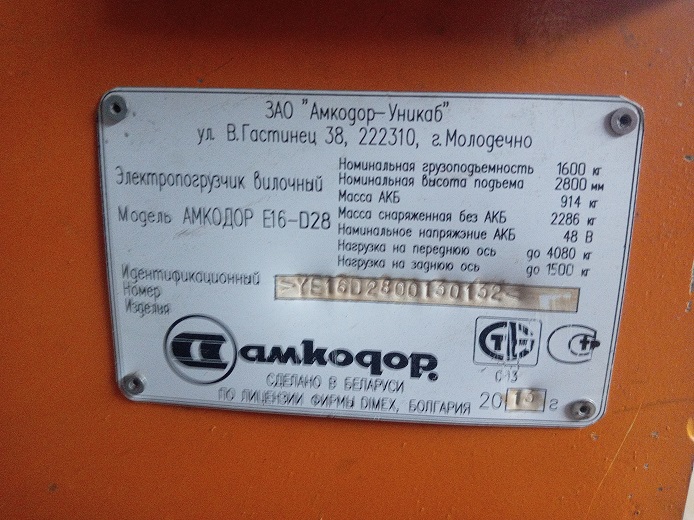 ЗАО "Амкодор-Уникаб"
ул. В.Гастинец 38, 222310, г.Молодечно
Электропогрузчик вилочный
Модель АМКОДОР Е16-D28
Номинальная грузоподъемность 1600 кг
Номинальная высота подъема 2800 мм
Масса АКБ 914 кг
Масса снаряженная без АКБ 2286 кг
Номинальное напряжение АКБ 48 В
Нагрузка на переднюю ось до 4080 кг
Нагрузка на заднюю ось до 1500 кг
Идентификационный
Номер
Изделия
>YE16D2800130132<
амкодор.
СДЕЛАНО В БЕЛАРУСИ
ПО ЛИЦЕНЗИИ ФИРМЫ DIMEX, БОЛГАРИЯ
С-13
2013 г